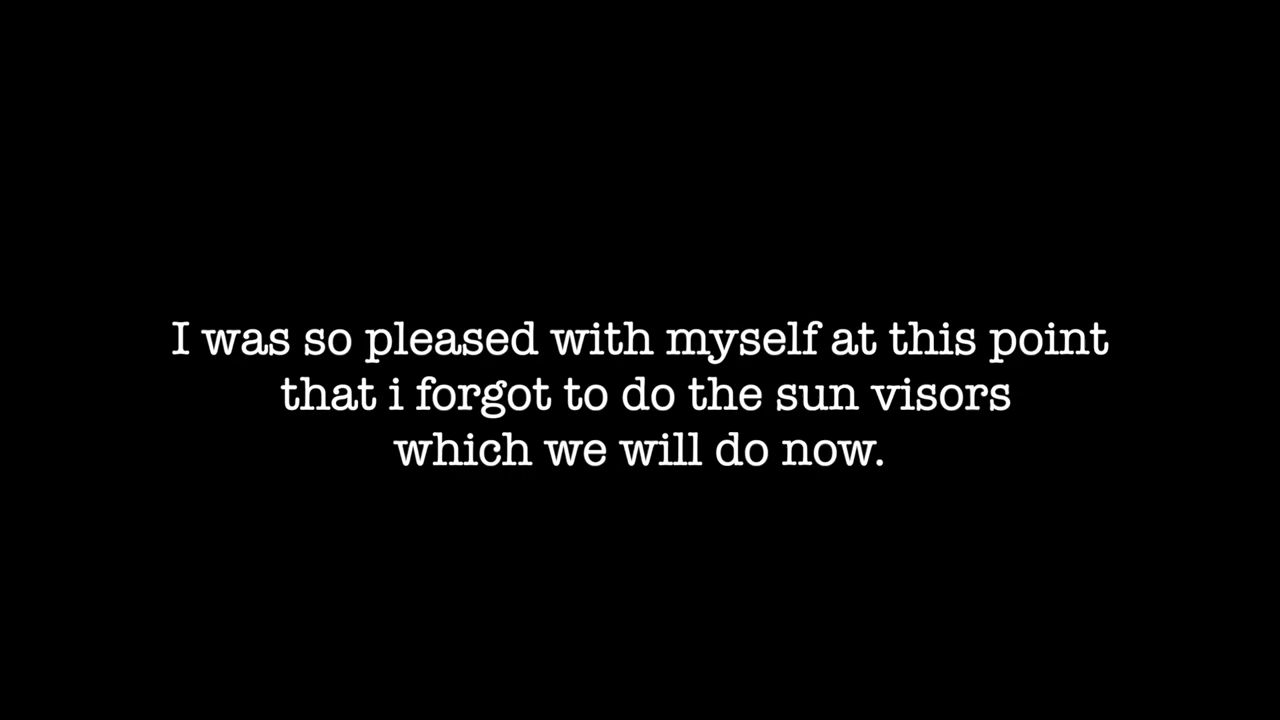 I was so pleased with myself at this point
that i forgot to do the sun visors
which we will do now.